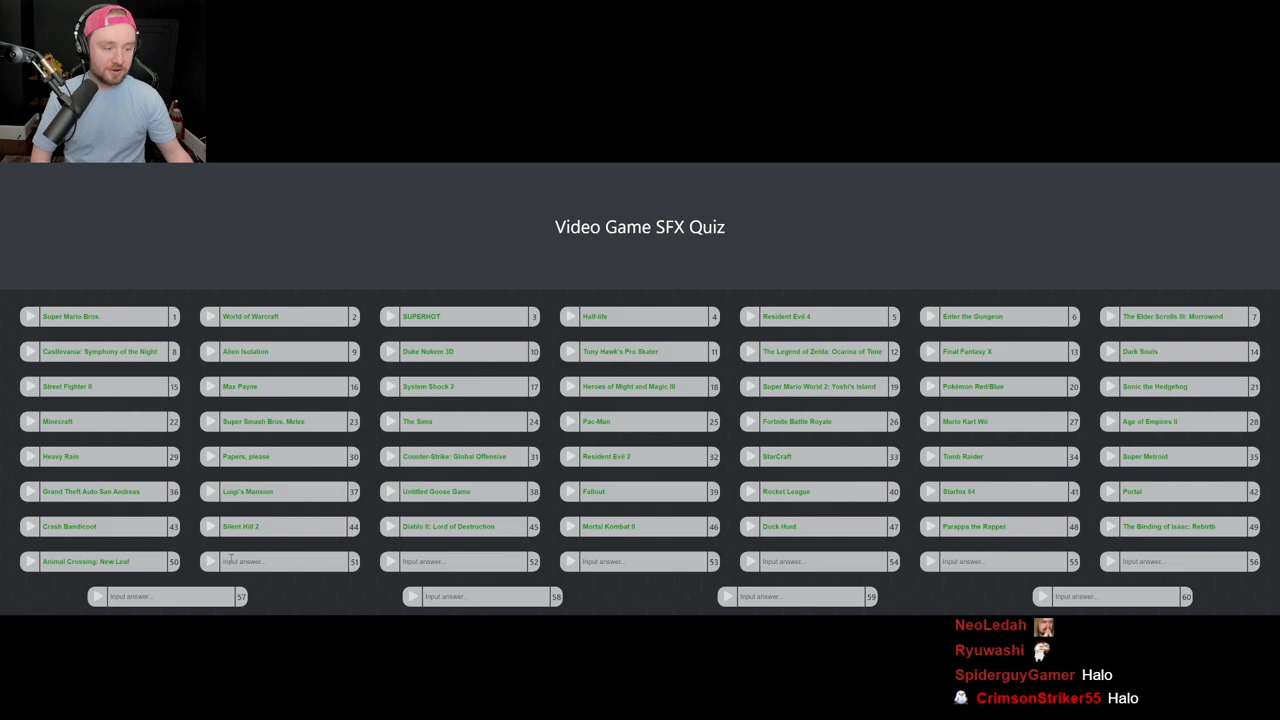 Video Game SFX Quiz
Super Mario Bros. 1
World of Warcraft 2
SUPERHOT 3
Half-life 4
Resident Evil 4 5
Enter the Gungeon 6
The Elder Scrolls III: Morrowind 7
Castlevania: Symphony of the Night 8
Alien Isolation 9
Duke Nukem 3D 10
Tony Hawk's Pro Skater 11
The Legend of Zelda: Ocarina of Time 12
Final Fantasy X 13
Dark Souls 14
Street Fighter II 15
Max Payne 16
System Shock 2 17
Heroes of Might and Magic III 18
Super Mario World 2: Yoshi's Island 19
Pokémon Red/Blue 20
Sonic the Hedgehog 21
Minecraft 22
Super Smash Bros. Melee 23
The Sims 24
Pac-Man 25
Fortnite Battle Royale 26
Mario Kart Wii 27
Age of Empires II 28
Heavy Rain 29
Papers, please 30
Counter-Strike: Global Offensive 31
Resident Evil 2 32
StarCraft 33
Tomb Raider 34
Super Metroid 35
Grand Theft Auto San Andreas 36
Luigi's Mansion 37
Untitled Goose Game 38
Fallout 39
Rocket League 40
Starfox 64 41
Portal 42
Crash Bandicoot 43
Silent Hill 2 44
Diablo II: Lord of Destruction 45
Mortal Kombat II 46
Duck Hunt 47
Parappa the Rapper 48
The Binding of Isaac: Rebirth 49
Animal Crossing: New Leaf 50
Input answer... 51
Input answer... 52
Input answer... 53
Input answer... 54
Input answer... 55
Input answer... 56
Input answer... 57
Input answer... 58
Input answer... 59
Input answer... 60
NeoLedah
Ryuwashi
SpiderguyGamer Halo
CrimsonStriker55 Halo